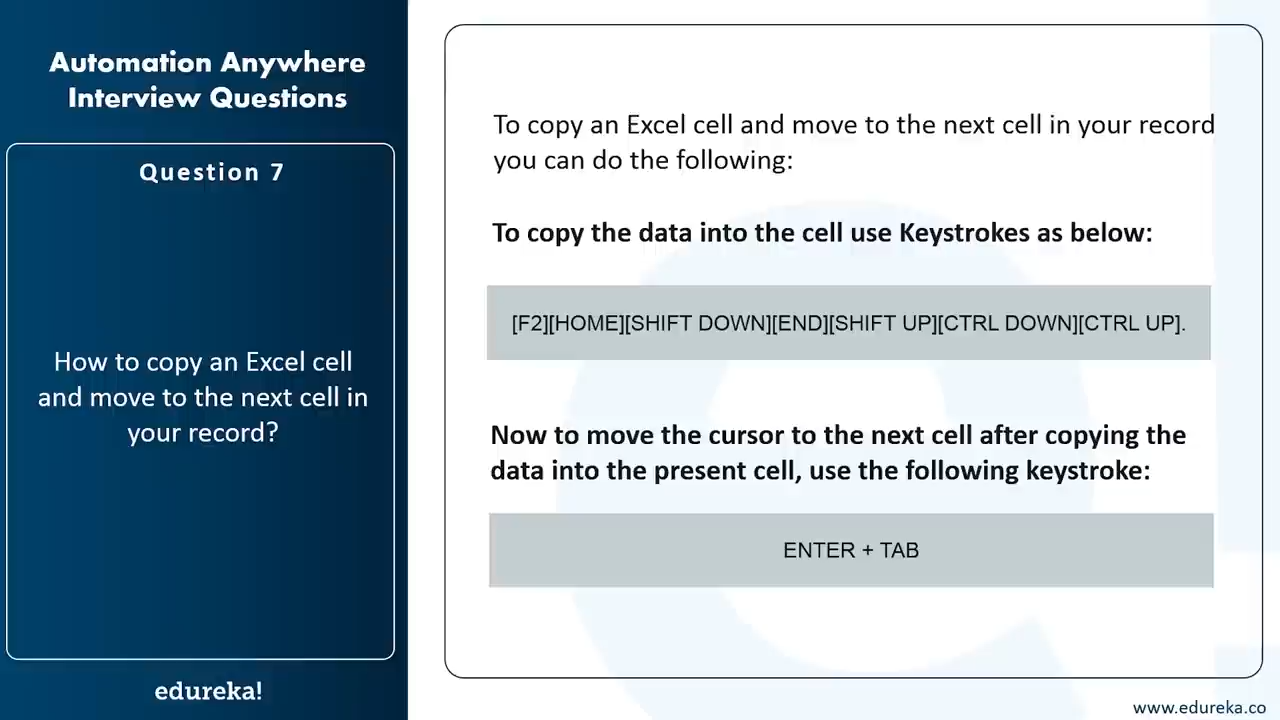 Automation Anywhere
Interview Questions
Question 7
How to copy an Excel cell
and move to the next cell in
your record?
edureka!
To copy an Excel cell and move to the next cell in your record
you can do the following:
To copy the data into the cell use Keystrokes as below:
[F2][HOME][SHIFT DOWN][END][SHIFT UP][CTRL DOWN][CTRL UP].
Now to move the cursor to the next cell after copying the
data into the present cell, use the following keystroke:
ENTER + TAB
www.edureka.co